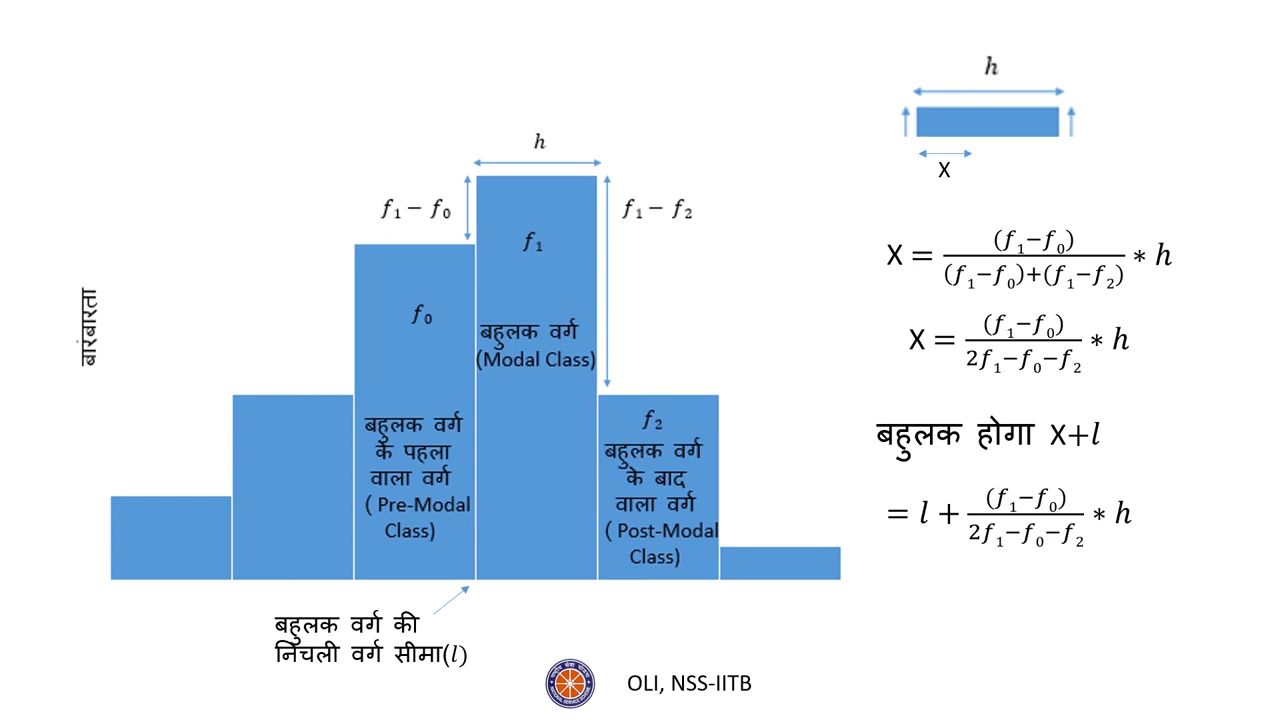 h
h
X
f₁ − f₀
f₁ − f₂
f₁
f₀
बारंबारता
बहुलक वर्ग
(Modal Class)
बहुलक वर्ग
के पहला
वाला वर्ग
( Pre-Modal
Class)
f₂
बहुलक वर्ग
के बाद
वाला वर्ग
( Post-Modal
Class)
बहुलक वर्ग की
निचली वर्ग सीमा(l)
X = (f₁−f₀) / (f₁−f₀)+(f₁−f₂) ∗ h
X = (f₁−f₀) / 2f₁−f₀−f₂ ∗ h
बहुलक होगा X+l
= l + (f₁−f₀) / 2f₁−f₀−f₂ ∗ h
OLI, NSS-IITB